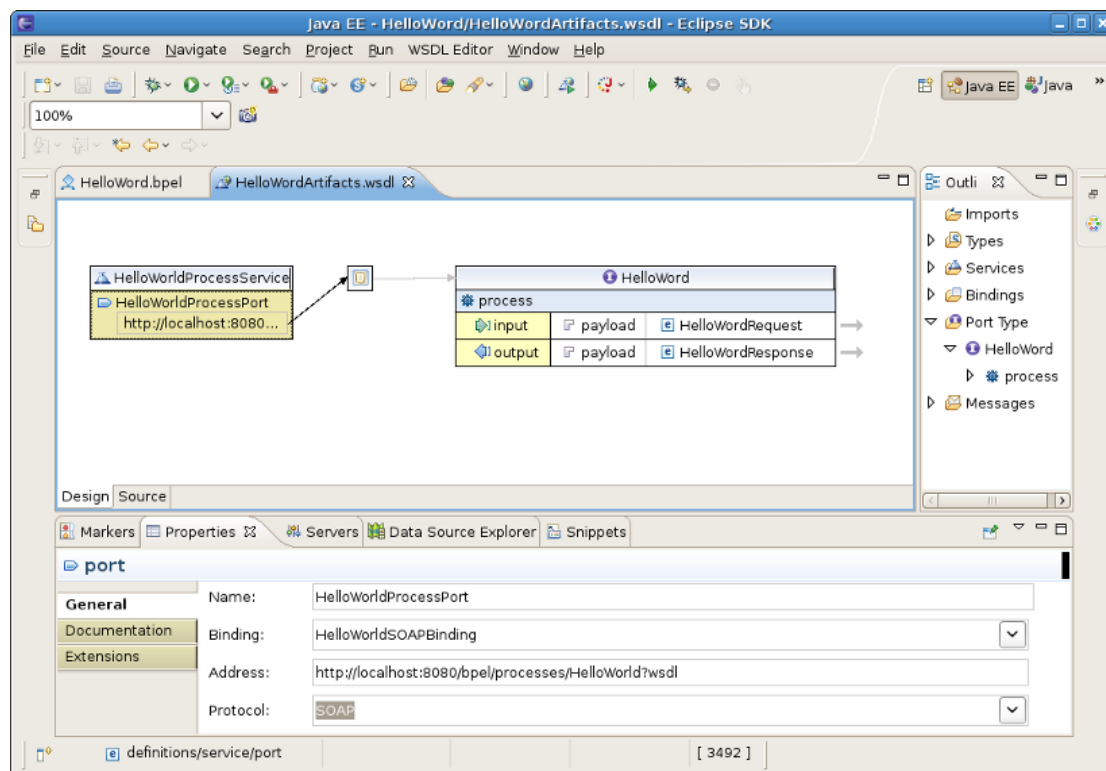 Java EE - HelloWord/HelloWordArtifacts.wsdl - Eclipse SDK
File Edit Source Navigate Search Project Run WSDL Editor Window Help
Java EE Java »
100%
HelloWord.bpel HelloWordArtifacts.wsdl
HelloWorldProcessService
HelloWorldProcessPort
http://localhost:8080...
HelloWord
process
input payload HelloWordRequest
output payload HelloWordResponse
Design Source
Outli
Imports
Types
Services
Bindings
Port Type
HelloWord
process
Messages
Markers Properties Servers Data Source Explorer Snippets
port
General
Documentation
Extensions
Name: HelloWorldProcessPort
Binding: HelloWorldSOAPBinding
Address: http://localhost:8080/bpel/processes/HelloWorld?wsdl
Protocol: SOAP
definitions/service/port [ 3492 ]